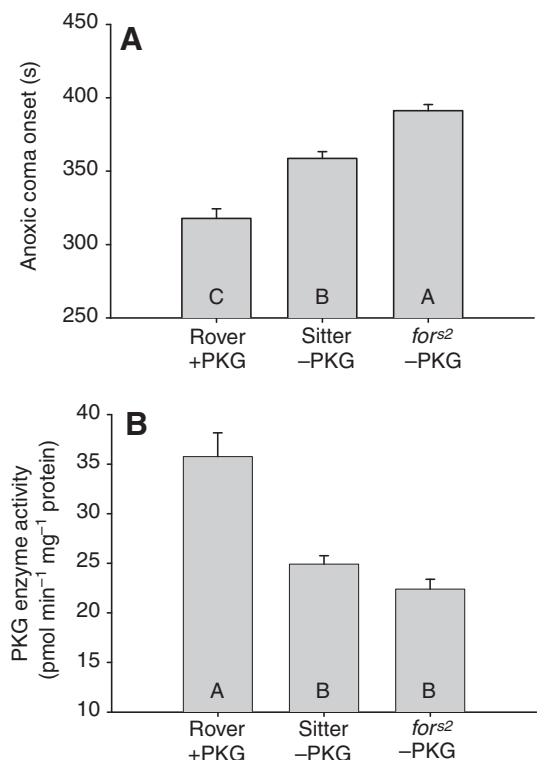 A
450
400
350
300
250
Anoxic coma onset (s)
C
B
A
Rover
+PKG
Sitter
–PKG
forˢ²
–PKG
B
40
35
30
25
20
15
10
PKG enzyme activity
(pmol min⁻¹ mg⁻¹ protein)
A
B
B
Rover
+PKG
Sitter
–PKG
forˢ²
–PKG